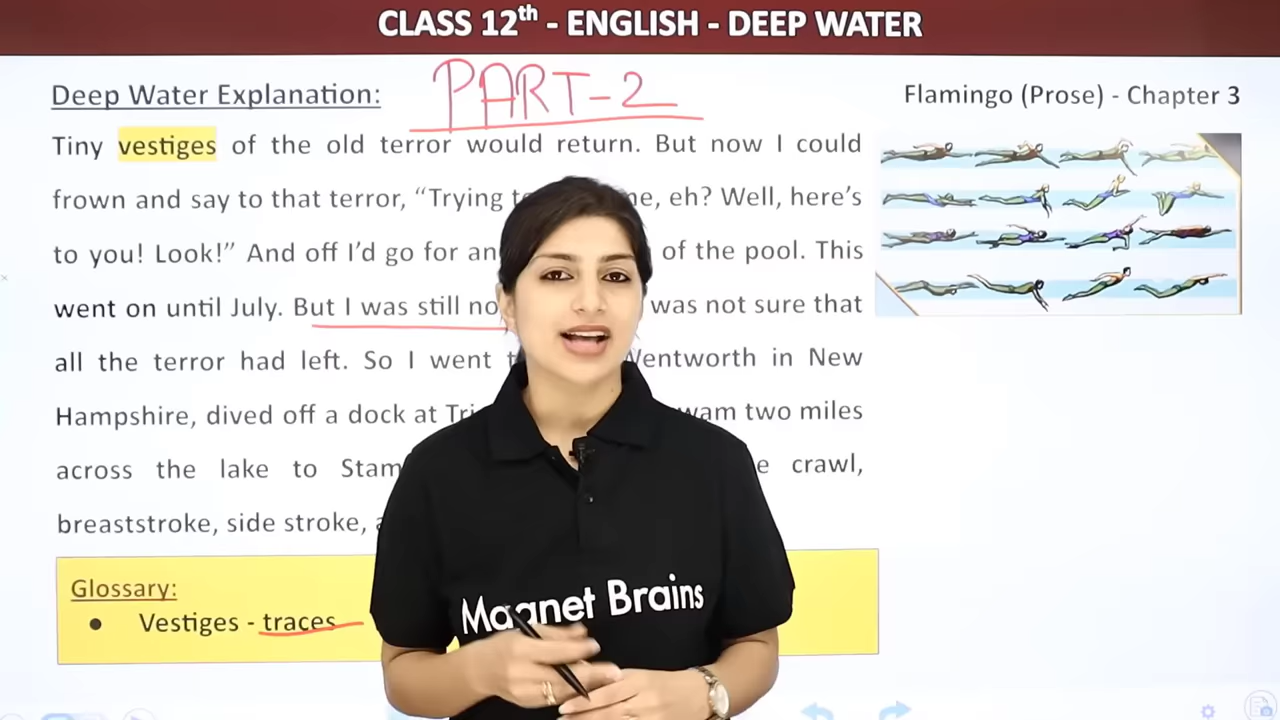 CLASS 12th - ENGLISH - DEEP WATER
Deep Water Explanation:
PART-2
Flamingo (Prose) - Chapter 3
Tiny vestiges of the old terror would return. But now I could
frown and say to that terror, “Trying me, eh? Well, here’s
to you! Look!” And off I’d go for of the pool. This
went on until July. But I was still was not sure that
all the terror had left. So I went Wentworth in New
Hampshire, dived off a dock at two miles
across the lake to crawl,
breaststroke, side stroke,
Glossary:
● Vestiges - traces
Magnet Brains